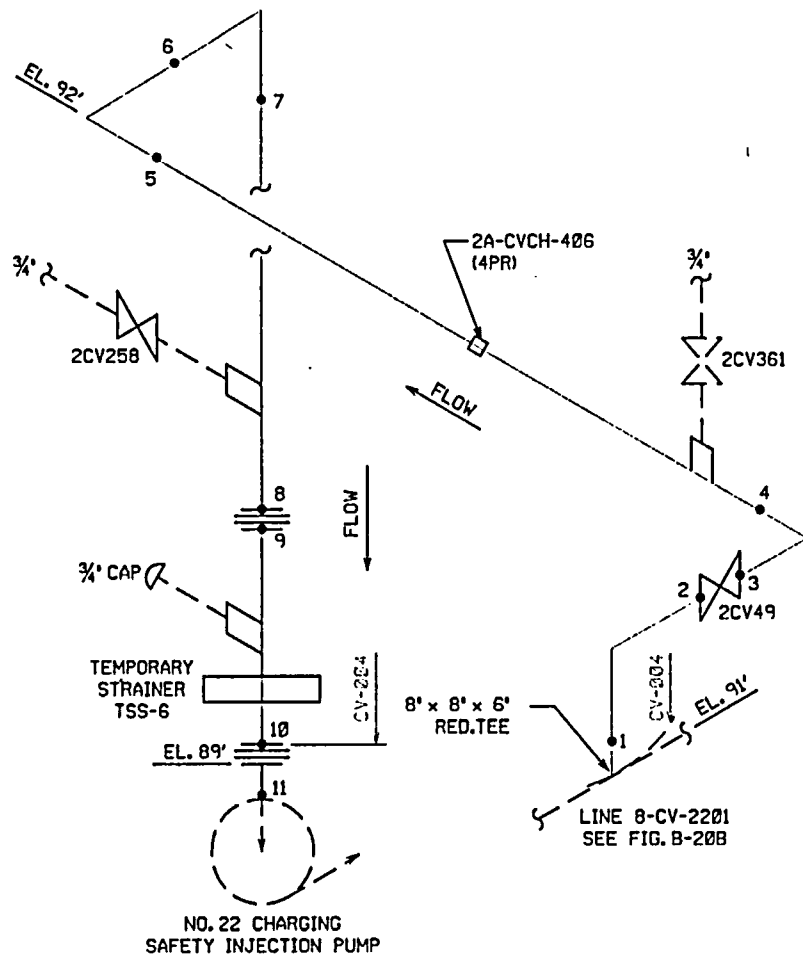 6
EL. 92'
7
5
2A-CVCH-406
(4PR)
3/4"
3/4"
2CV258
2CV361
FLOW
4
8
FLOW
9
3
2
2CV49
3/4" CAP
TEMPORARY
STRAINER
TSS-6
CV-004
8" x 8" x 6"
RED.TEE
CV-004
EL. 91'
1
10
EL. 89'
11
LINE 8-CV-2201
SEE FIG. B-20B
NO. 22 CHARGING
SAFETY INJECTION PUMP